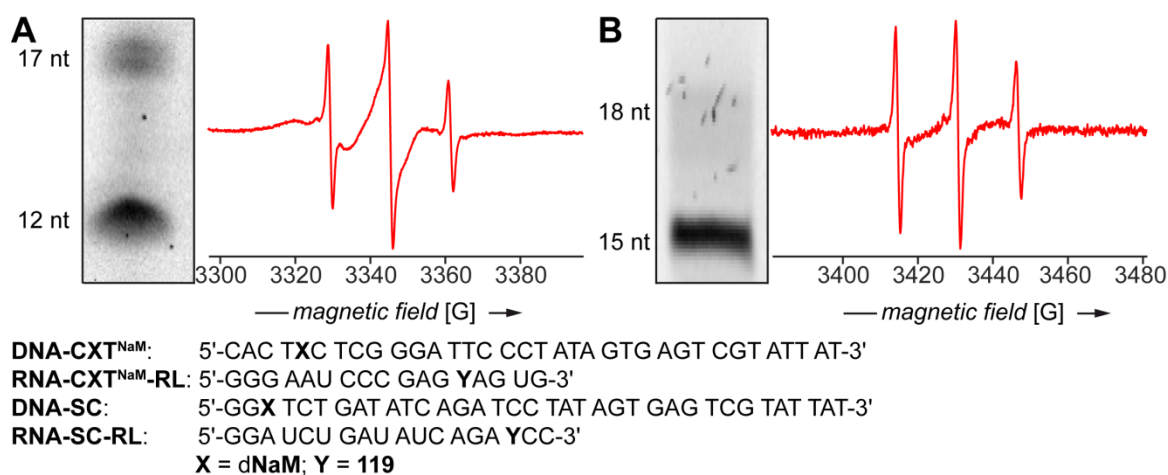 A
B
17 nt
12 nt
18 nt
15 nt
3300 3320 3340 3360 3380
3400 3420 3440 3460 3480
— magnetic field [G] →
— magnetic field [G] →
DNA-CXTNaM: 5'-CAC TXC TCG GGA TTC CCT ATA GTG AGT CGT ATT AT-3'
RNA-CXTNaM-RL: 5'-GGG AAU CCC GAG YAG UG-3'
DNA-SC: 5'-GGX TCT GAT ATC AGA TCC TAT AGT GAG TCG TAT TAT-3'
RNA-SC-RL: 5'-GGA UCU GAU AUC AGA YCC-3'
X = dNaM; Y = 119